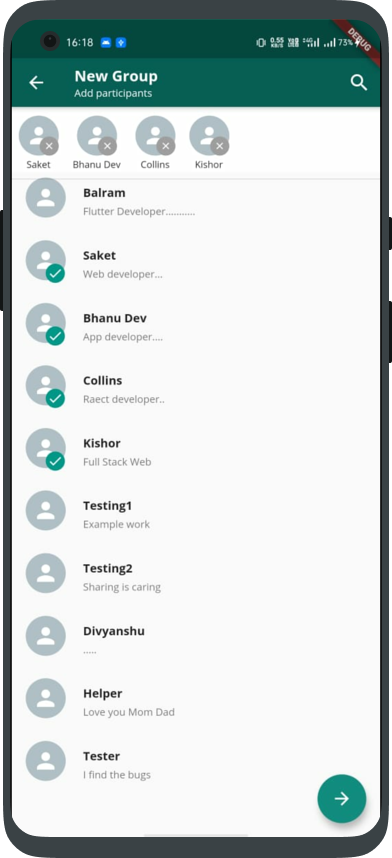 16:18
0.55 KB/S
73%
DEBUG
New Group
Add participants
Saket Bhanu Dev Collins Kishor
Balram
Flutter Developer...........
Saket
Web developer...
Bhanu Dev
App developer....
Collins
Raect developer..
Kishor
Full Stack Web
Testing1
Example work
Testing2
Sharing is caring
Divyanshu
.....
Helper
Love you Mom Dad
Tester
I find the bugs